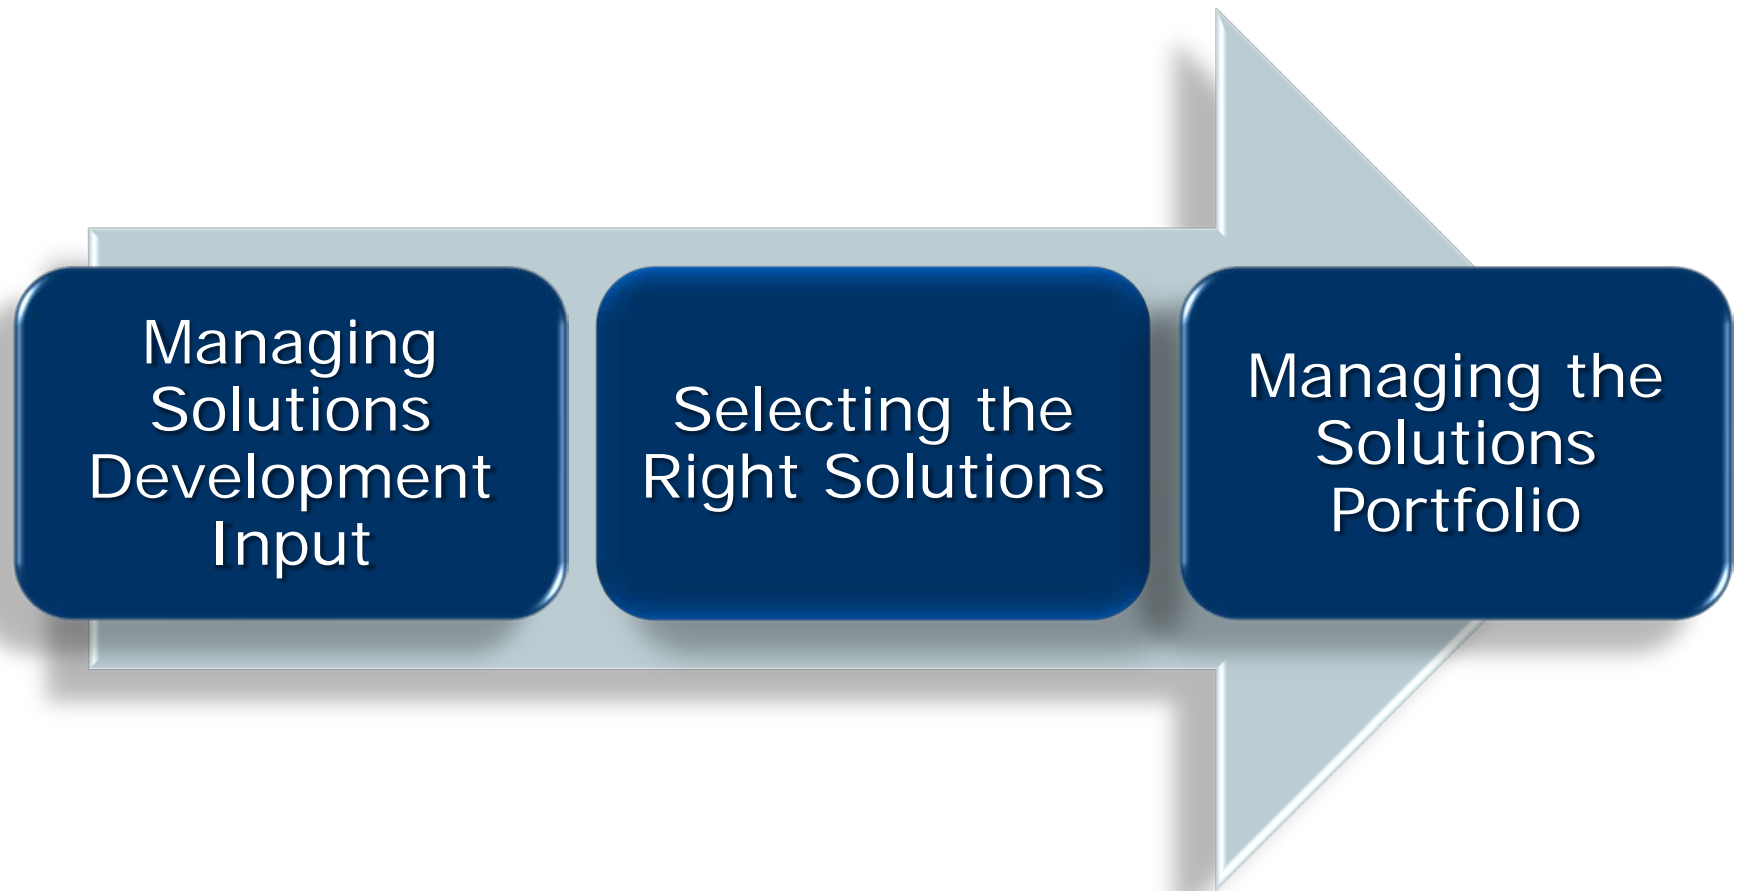 Managing
Solutions
Development
Input
Selecting the
Right Solutions
Managing the
Solutions
Portfolio